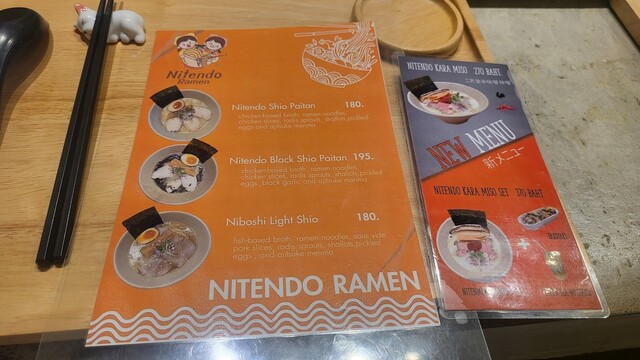 Nitendo
Ramen
Nitendo Shio Paitan 180.
chicken-based broth, ramen noodles,
chicken slices, radis sprouts, shallots,pickled
eggs and ajitsuke menma
Nitendo Black Shio Paitan 195.
chicken-based broth, ramen noodles,
chicken slices, radis sprouts, shallots,pickled
eggs, black garlic and ajitsuke menma
Niboshi Light Shio 180.
fish-based broth, ramen noodles, sous vide
pork slices, radis sprouts, shallots,pickled
eggs , and ajitsuke menma
NITENDO RAMEN
NITENDO KARA MISO 270 BAHT
NEW MENU
新メニュー
NITENDO KARA MISO SET 370 BAHT
+